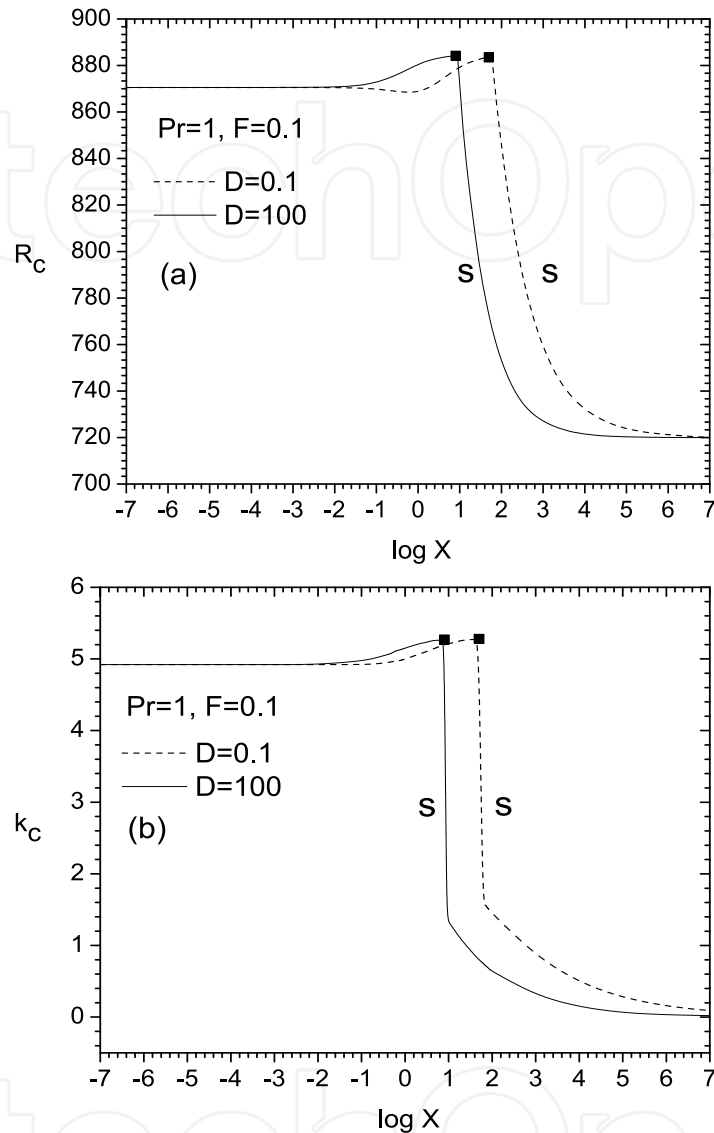 900
880
860
840
820
800
780
760
740
720
700
R_C
Pr=1, F=0.1
D=0.1
D=100
(a)
S S
-7 -6 -5 -4 -3 -2 -1 0 1 2 3 4 5 6 7
log X
6
5
4
3
2
1
0
k_C
Pr=1, F=0.1
D=0.1
D=100
(b)
S S
-7 -6 -5 -4 -3 -2 -1 0 1 2 3 4 5 6 7
log X
techOp
techOp